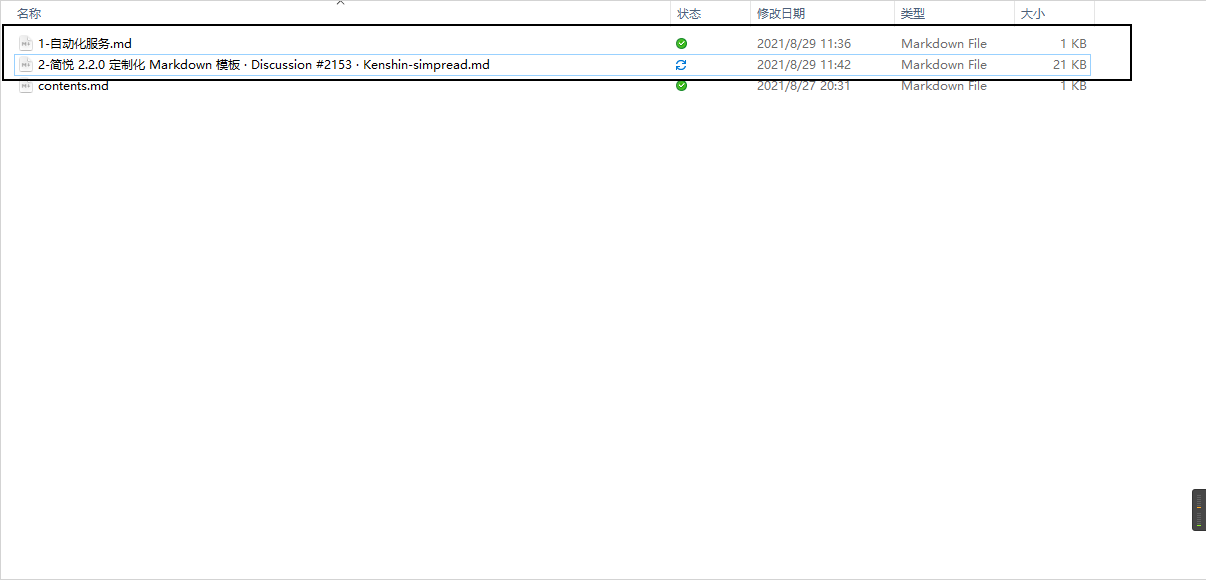 名称 状态 修改日期 类型 大小
1-自动化服务.md 2021/8/29 11:36 Markdown File 1 KB
2-简悦 2.2.0 定制化 Markdown 模板 · Discussion #2153 · Kenshin-simpread.md 2021/8/29 11:42 Markdown File 21 KB
contents.md 2021/8/27 20:31 Markdown File 1 KB